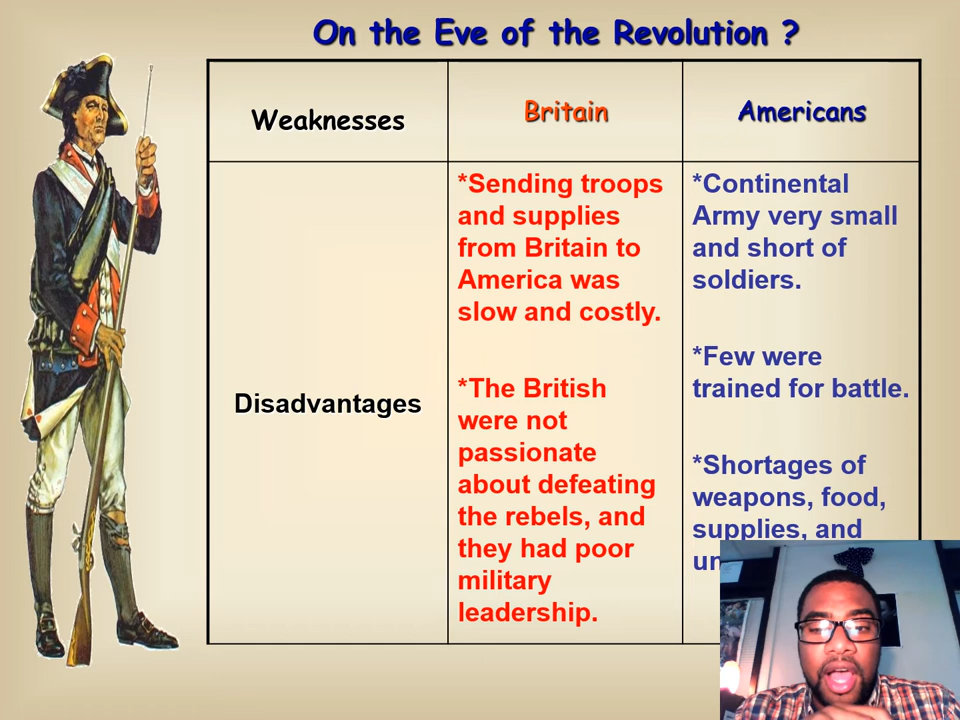 On the Eve of the Revolution ?
Weaknesses
Britain
Americans
Disadvantages
*Sending troops
and supplies
from Britain to
America was
slow and costly.
*The British
were not
passionate
about defeating
the rebels, and
they had poor
military
leadership.
*Continental
Army very small
and short of
soldiers.
*Few were
trained for battle.
*Shortages of
weapons, food,
supplies, and